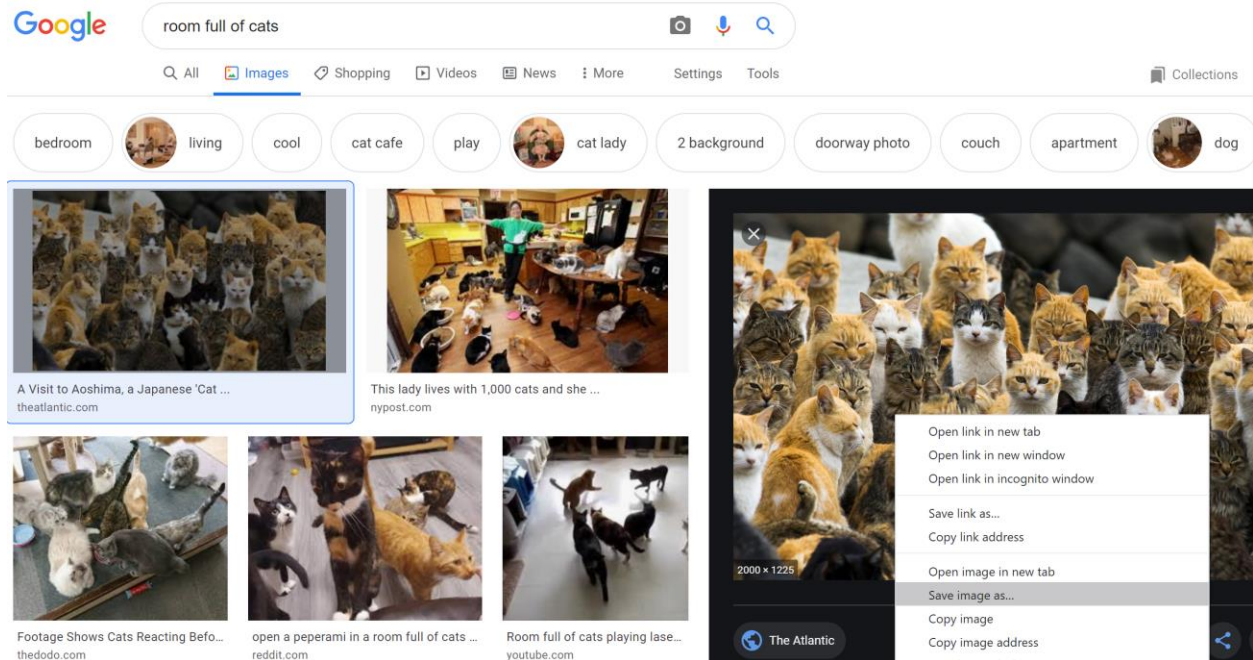 Google
room full of cats
All Images Shopping Videos News More Settings Tools Collections
bedroom living cool cat cafe play cat lady 2 background doorway photo couch apartment dog
A Visit to Aoshima, a Japanese 'Cat ...
theatlantic.com
This lady lives with 1,000 cats and she ...
nypost.com
Footage Shows Cats Reacting Befo...
thedodo.com
open a peperami in a room full of cats ...
reddit.com
Room full of cats playing lase...
youtube.com
2000 × 1225
The Atlantic
Open link in new tab
Open link in new window
Open link in incognito window
Save link as...
Copy link address
Open image in new tab
Save image as...
Copy image
Copy image address